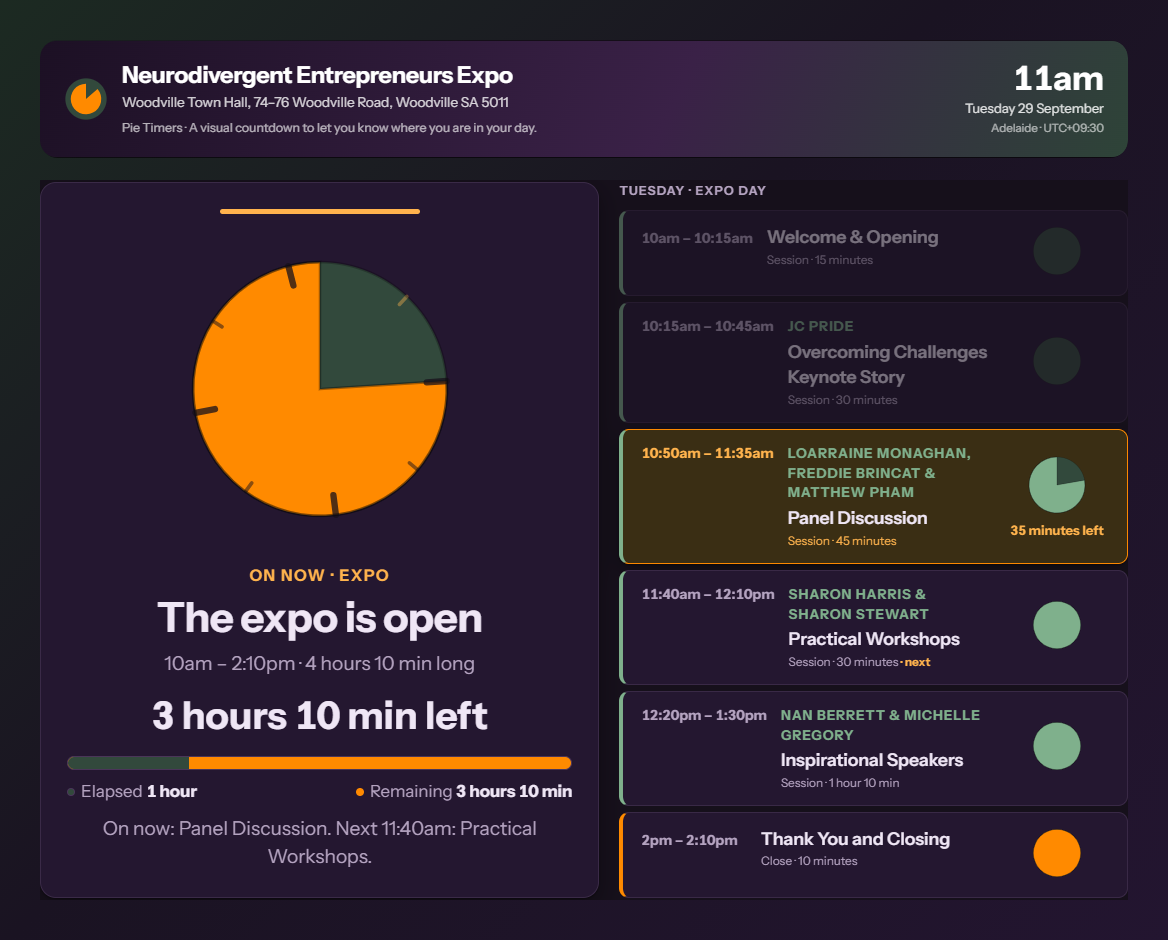 Neurodivergent Entrepreneurs Expo
Woodville Town Hall, 74–76 Woodville Road, Woodville SA 5011
Pie Timers · A visual countdown to let you know where you are in your day.
11am
Tuesday 29 September
Adelaide · UTC+09:30
ON NOW · EXPO
The expo is open
10am – 2:10pm · 4 hours 10 min long
3 hours 10 min left
Elapsed 1 hour
Remaining 3 hours 10 min
On now: Panel Discussion. Next 11:40am: Practical
Workshops.
TUESDAY · EXPO DAY
10am – 10:15am
Welcome & Opening
Session · 15 minutes
10:15am – 10:45am
JC PRIDE
Overcoming Challenges
Keynote Story
Session · 30 minutes
10:50am – 11:35am
LOARRAINE MONAGHAN,
FREDDIE BRINCAT &
MATTHEW PHAM
Panel Discussion
Session · 45 minutes
35 minutes left
11:40am – 12:10pm
SHARON HARRIS &
SHARON STEWART
Practical Workshops
Session · 30 minutes · next
12:20pm – 1:30pm
NAN BERRETT & MICHELLE
GREGORY
Inspirational Speakers
Session · 1 hour 10 min
2pm – 2:10pm
Thank You and Closing
Close · 10 minutes